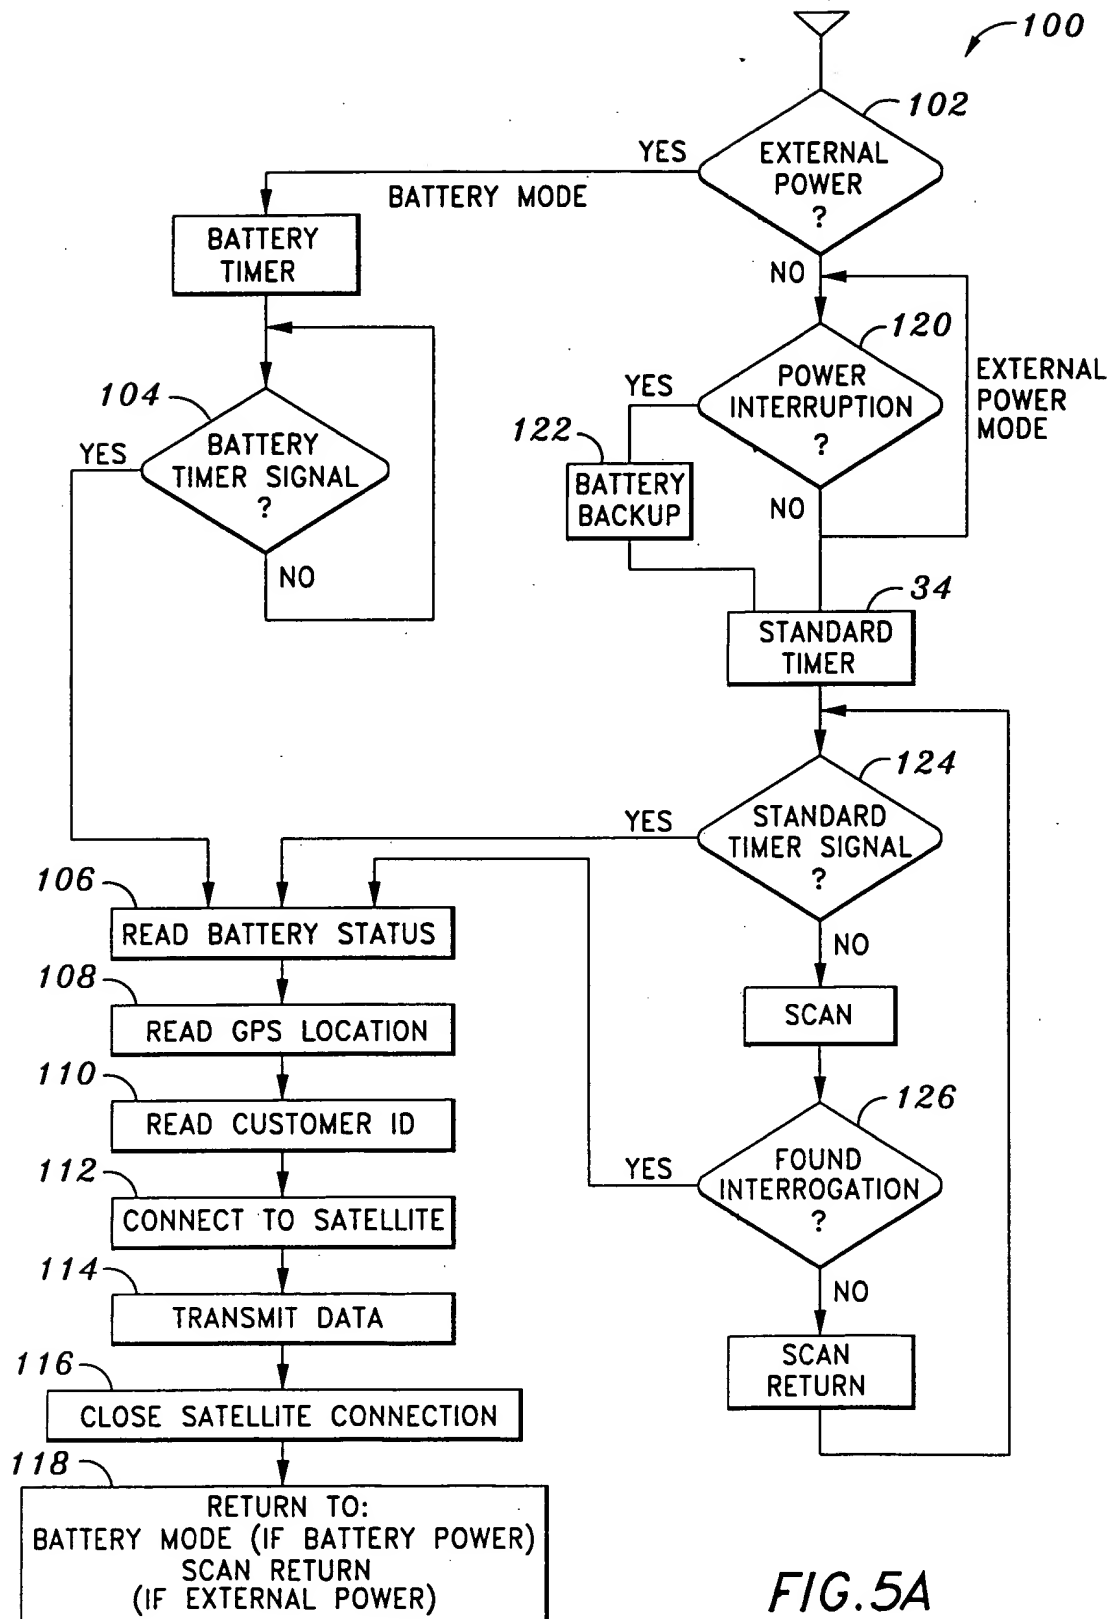 100
102
EXTERNAL
POWER
?
YES
BATTERY MODE
BATTERY
TIMER
NO
120
POWER
INTERRUPTION
?
EXTERNAL
POWER
MODE
YES
104
BATTERY
TIMER SIGNAL
?
YES
NO
122
BATTERY
BACKUP
NO
34
STANDARD
TIMER
124
STANDARD
TIMER SIGNAL
?
YES
NO
106
READ BATTERY STATUS
108
READ GPS LOCATION
SCAN
110
READ CUSTOMER ID
126
FOUND
INTERROGATION
?
YES
NO
112
CONNECT TO SATELLITE
114
TRANSMIT DATA
SCAN
RETURN
116
CLOSE SATELLITE CONNECTION
118
RETURN TO:
BATTERY MODE (IF BATTERY POWER)
SCAN RETURN
(IF EXTERNAL POWER)
FIG.5A